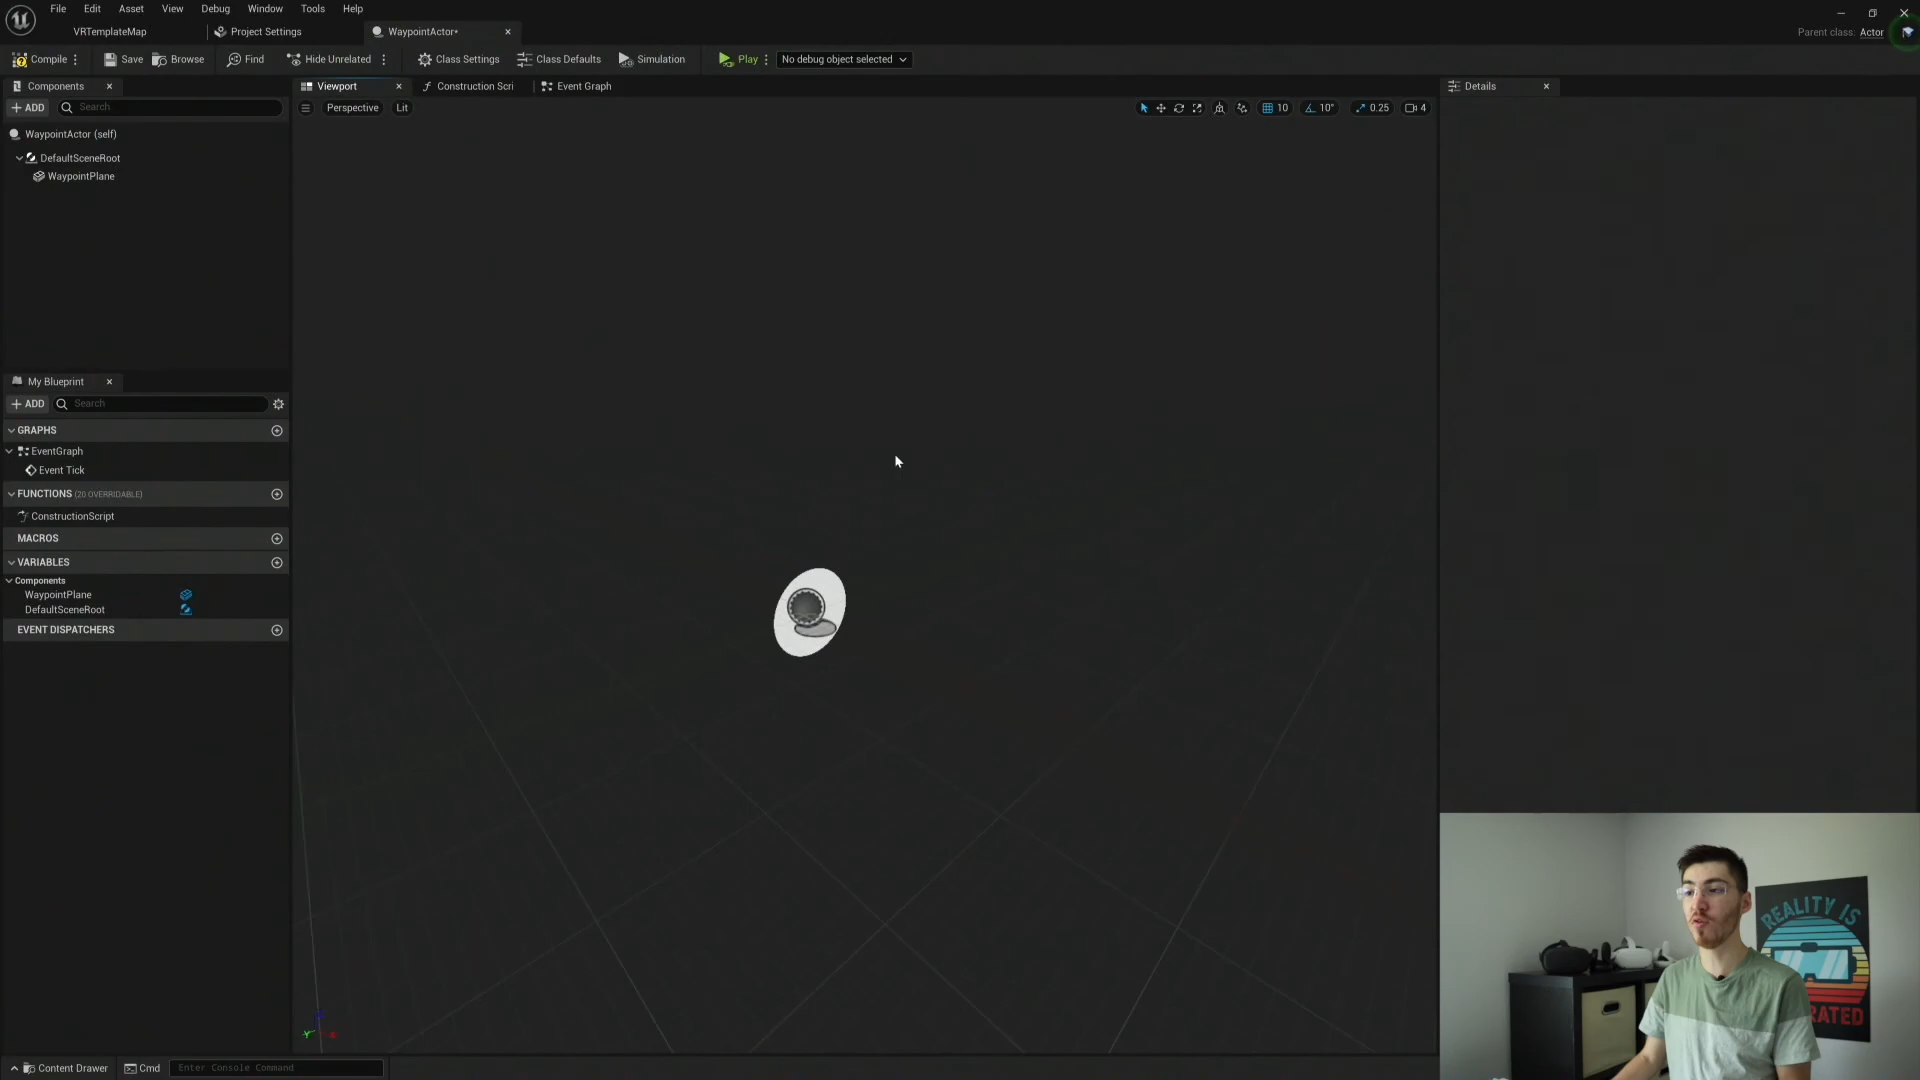 File Edit Asset View Debug Window Tools Help
VRTemplateMap Project Settings WaypointActor* Parent class: Actor
Compile Save Browse Find Hide Unrelated Class Settings Class Defaults Simulation Play No debug object selected
Components Viewport Construction Scri Event Graph Details
ADD Search Perspective Lit 10 10° 0.25 4
WaypointActor (self)
DefaultSceneRoot
WaypointPlane
My Blueprint
ADD Search
GRAPHS
EventGraph
Event Tick
FUNCTIONS (20 OVERRIDABLE)
ConstructionScript
MACROS
VARIABLES
Components
WaypointPlane
DefaultSceneRoot
EVENT DISPATCHERS
REALITY IS
RATED
Content Drawer Cmd Enter Console Command